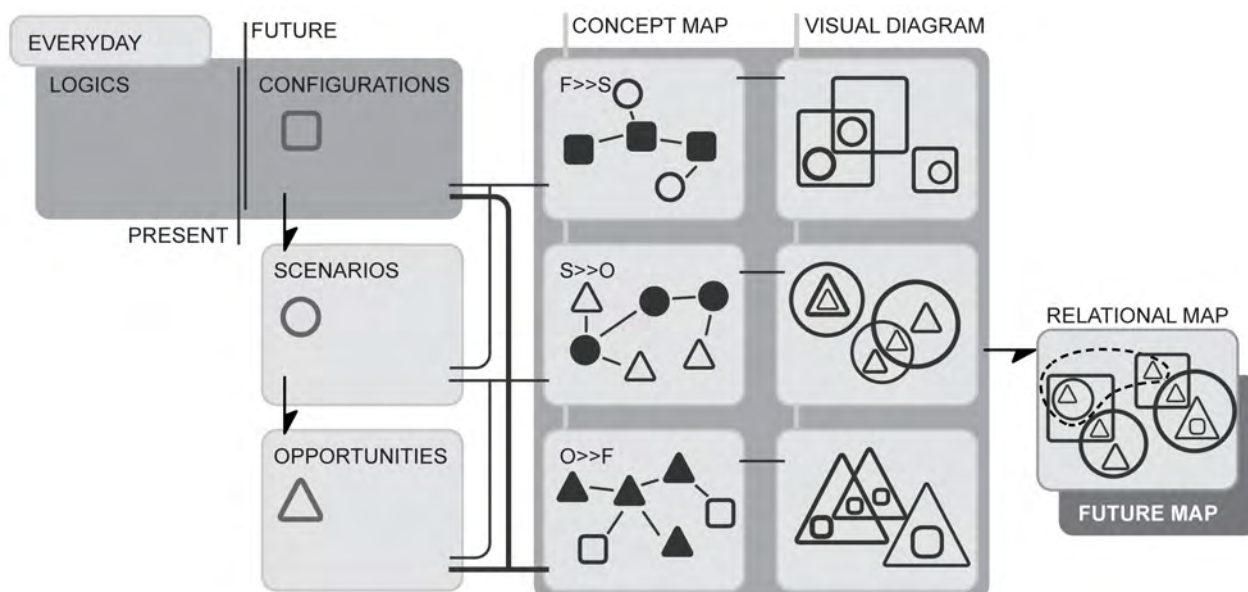 EVERYDAY
FUTURE
CONCEPT MAP
VISUAL DIAGRAM
LOGICS
CONFIGURATIONS
F>>S
PRESENT
SCENARIOS
S>>O
RELATIONAL MAP
OPPORTUNITIES
O>>F
FUTURE MAP